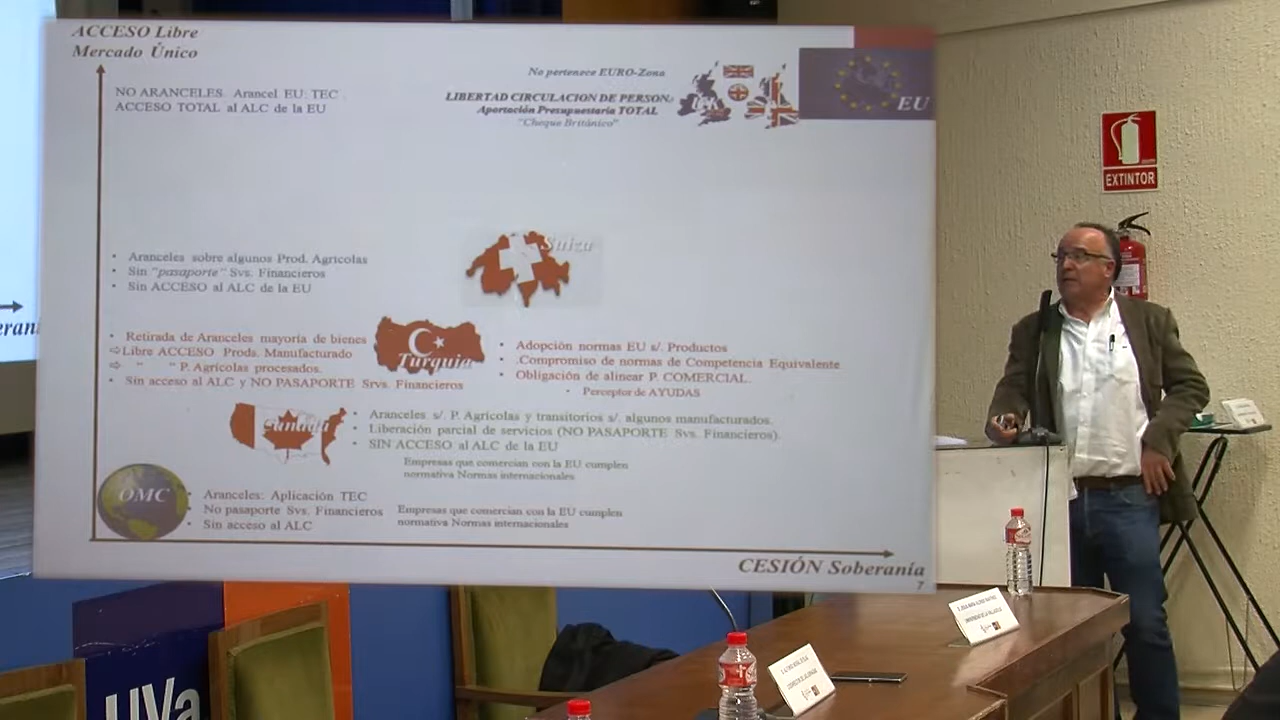 ACCESO Libre
Mercado Único
NO ARANCELES Arancel EU: TEC
ACCESO TOTAL al ALC de la EU
No pertenece EURO-Zona
LIBERTAD CIRCULACION DE PERSON.
Aportación Presupuestaria TOTAL
"Cheque Británico"
UK
EU
Suiza
• Aranceles sobre algunos Prod. Agrícolas
• Sin "pasaporte" Svs. Financieros
• Sin ACCESO al ALC de la EU
• Retirada de Aranceles mayoría de bienes
⇨Libre ACCESO Prods. Manufacturado
⇨ " " P. Agrícolas procesados.
• Sin acceso al ALC y NO PASAPORTE Srvs. Financieros
Turquia
• Adopción normas EU s/. Productos
• .Compromiso de normas de Competencia Equivalente
• Obligación de alinear P. COMERCIAL.
• Perceptor de AYUDAS
Canadá
• Aranceles s/. P. Agrícolas y transitorios s/. algunos manufacturados.
• Liberación parcial de servicios (NO PASAPORTE Svs. Financieros).
• SIN ACCESO al ALC de la EU
Empresas que comercian con la EU cumplen
normativa Normas internacionales
OMC
• Aranceles: Aplicación TEC
• No pasaporte Svs. Financieros
• Sin acceso al ALC
Empresas que comercian con la EU cumplen
normativa Normas internacionales
CESIÓN Soberanía
7
EXTINTOR
UVa